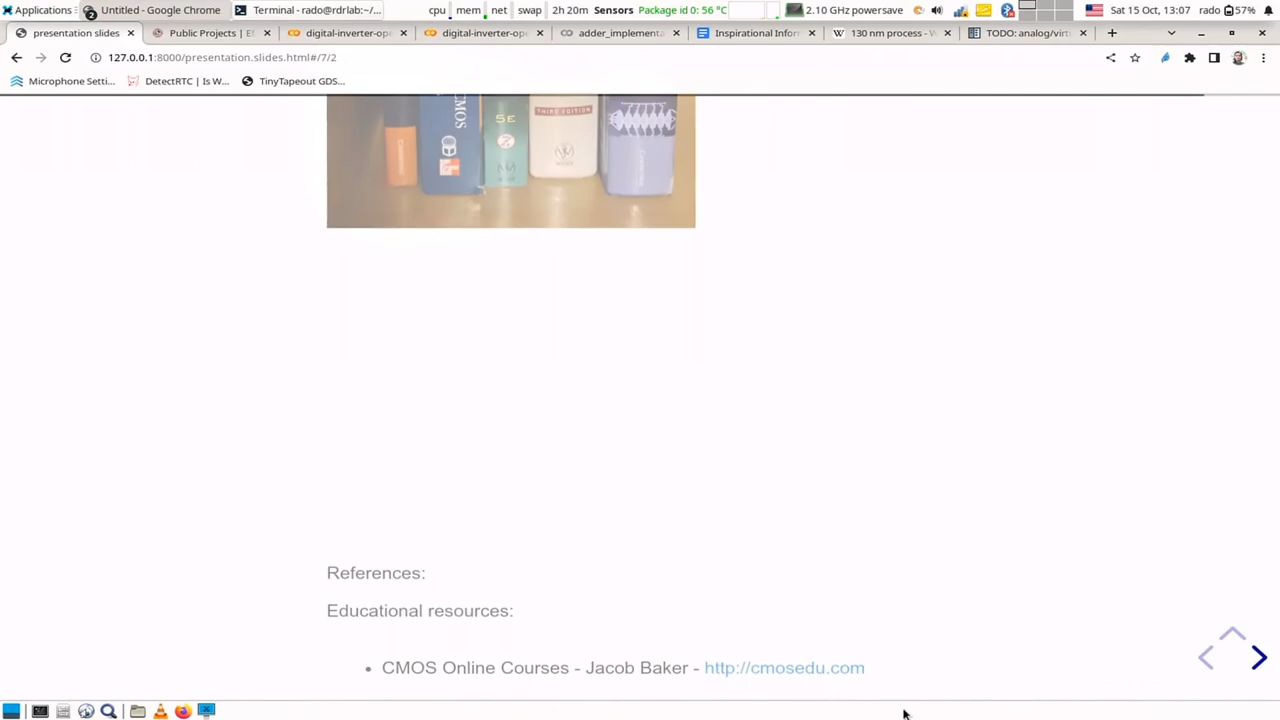 Applications
Untitled - Google Chrome
Terminal - rado@rdrlab:~/...
cpu mem net swap 2h 20m Sensors Package id 0: 56 °C
2.10 GHz powersave
Sat 15 Oct, 13:07 rado 57%
presentation slides
Public Projects | Ef
digital-inverter-ope
digital-inverter-ope
adder_implementa
Inspirational Infor
130 nm process - W
TODO: analog/virt
127.0.0.1:8000/presentation.slides.html#/7/2
Microphone Setti...
DetectRTC | Is W...
TinyTapeout GDS...
CMOS
5E
THIRD EDITION
References:
Educational resources:
• CMOS Online Courses - Jacob Baker - http://cmosedu.com